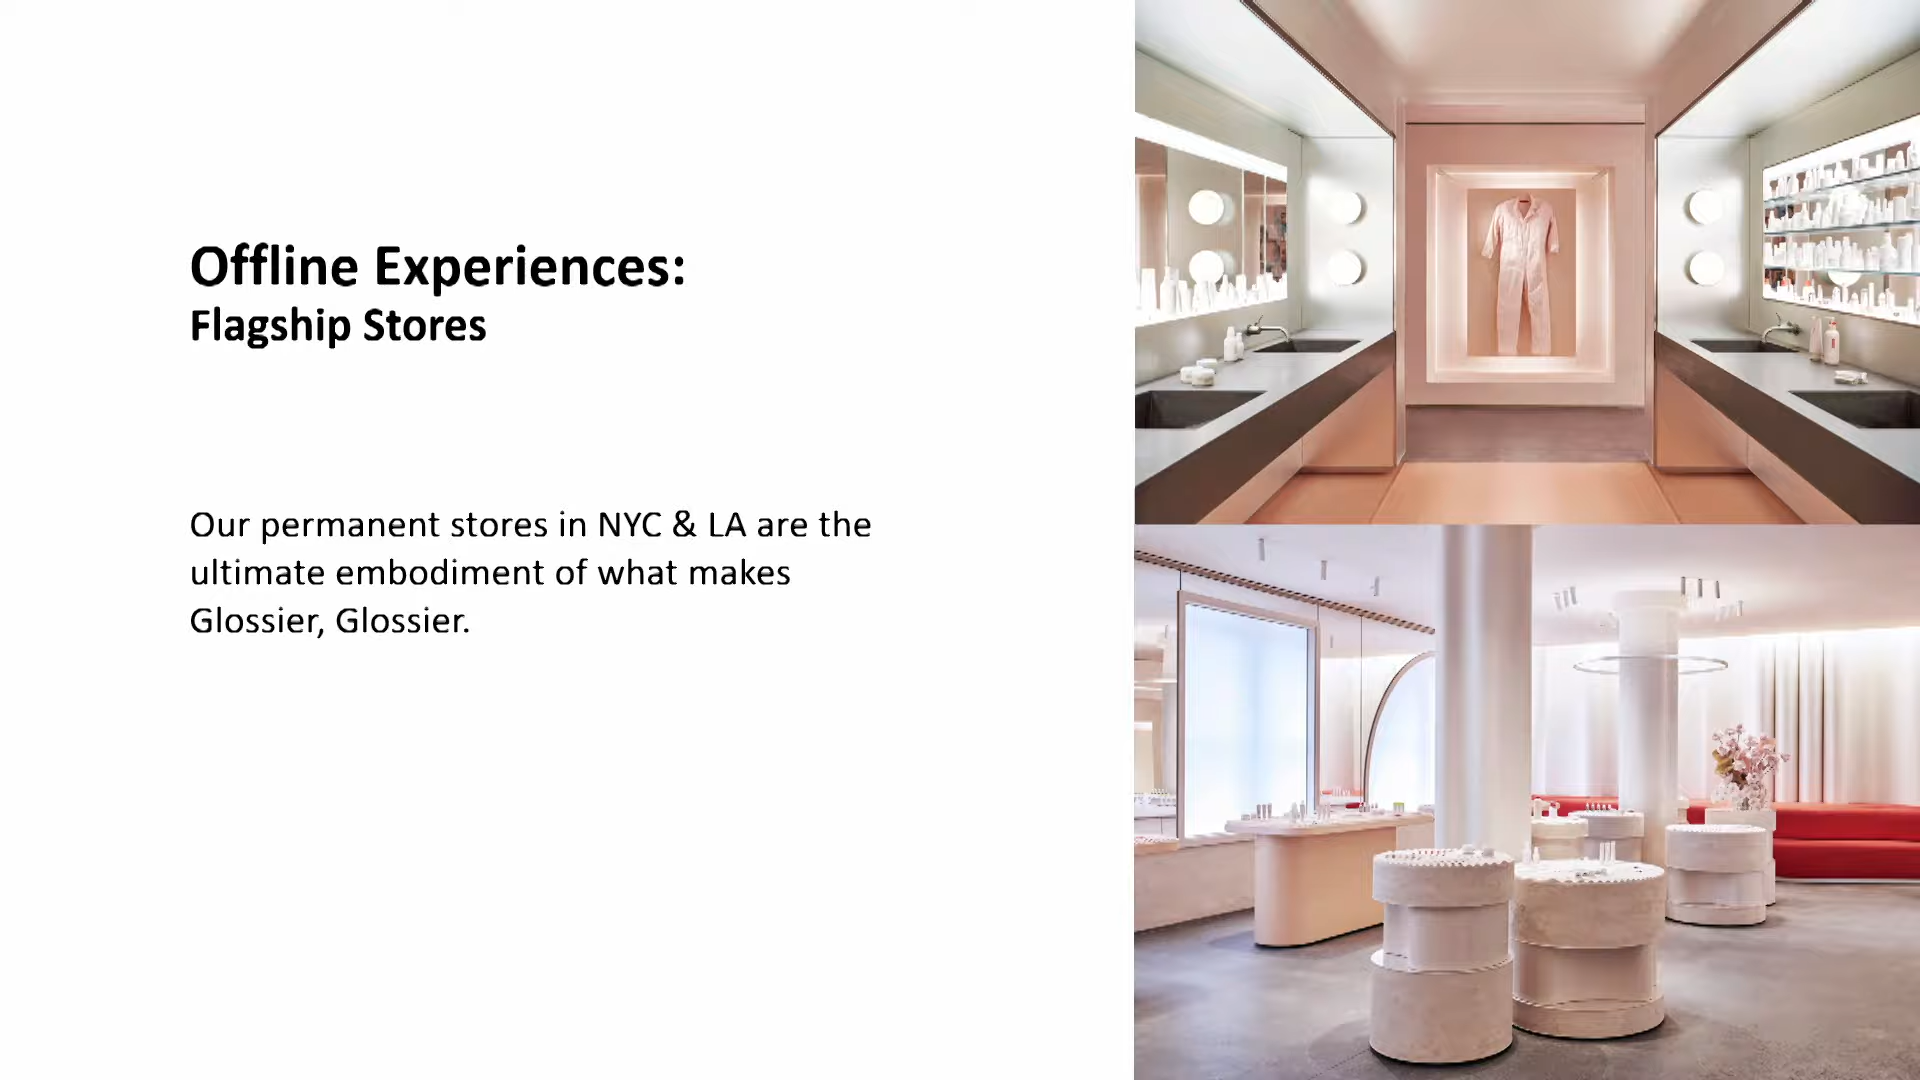 Offline Experiences:
Flagship Stores
Our permanent stores in NYC & LA are the
ultimate embodiment of what makes
Glossier, Glossier.